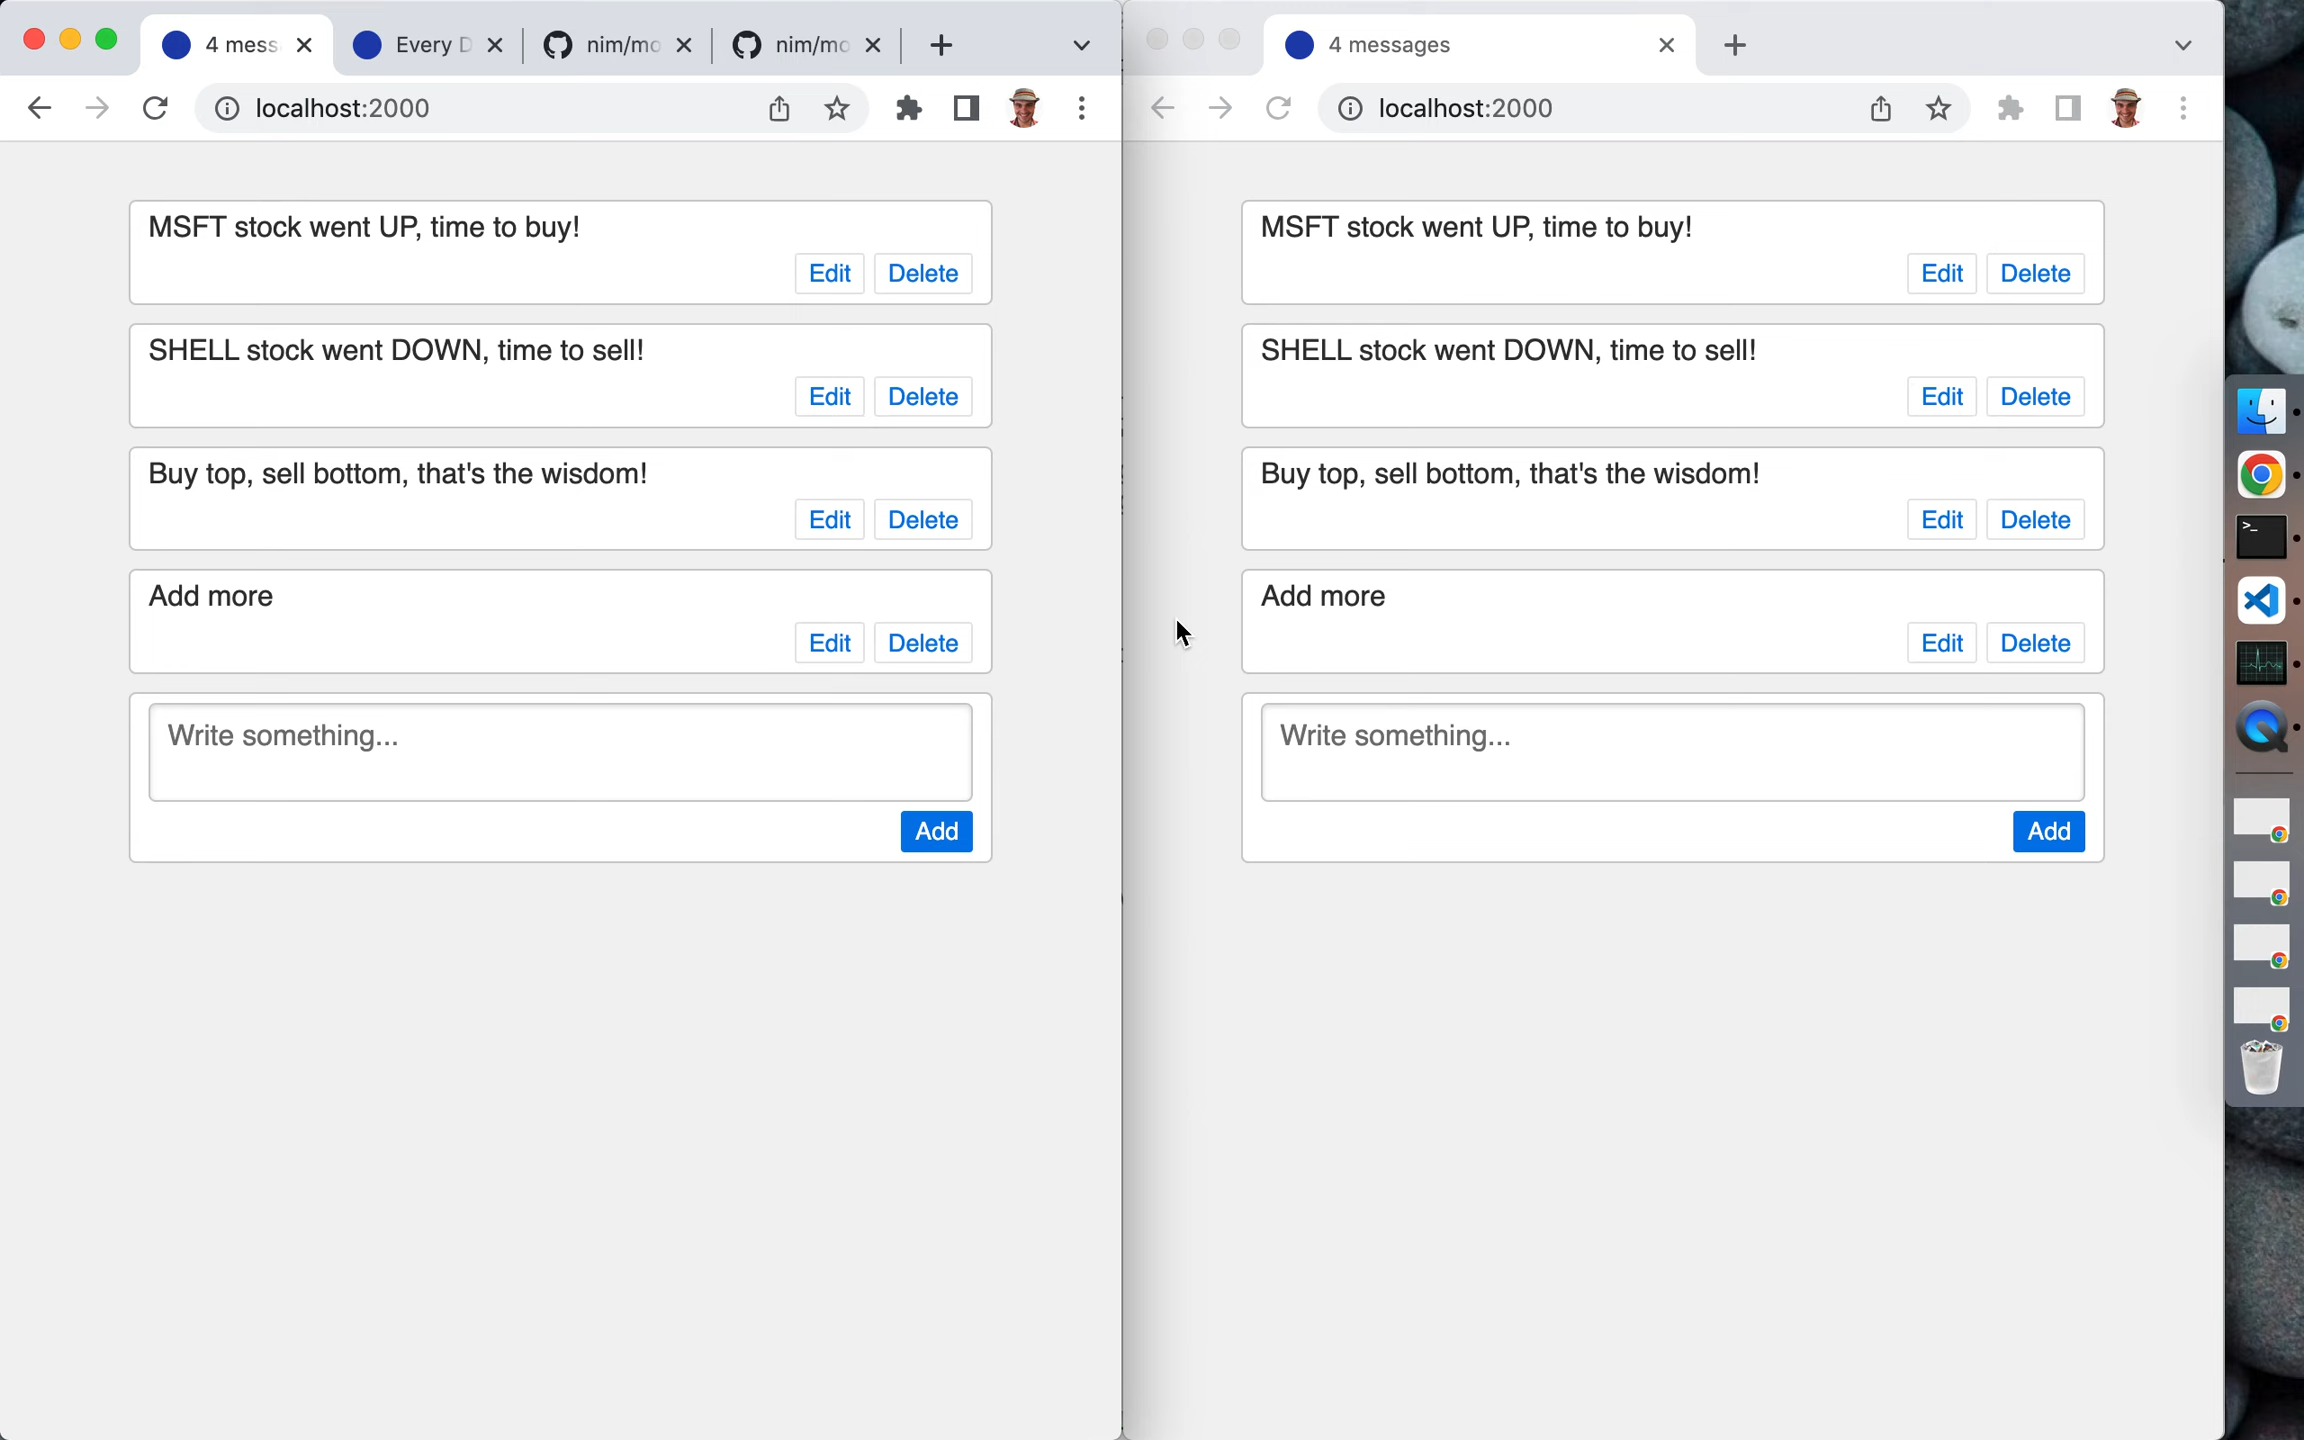 4 mess
Every D
nim/mo
nim/mo
localhost:2000
MSFT stock went UP, time to buy!
Edit
Delete
SHELL stock went DOWN, time to sell!
Edit
Delete
Buy top, sell bottom, that's the wisdom!
Edit
Delete
Add more
Edit
Delete
Write something...
Add
4 messages
localhost:2000
MSFT stock went UP, time to buy!
Edit
Delete
SHELL stock went DOWN, time to sell!
Edit
Delete
Buy top, sell bottom, that's the wisdom!
Edit
Delete
Add more
Edit
Delete
Write something...
Add